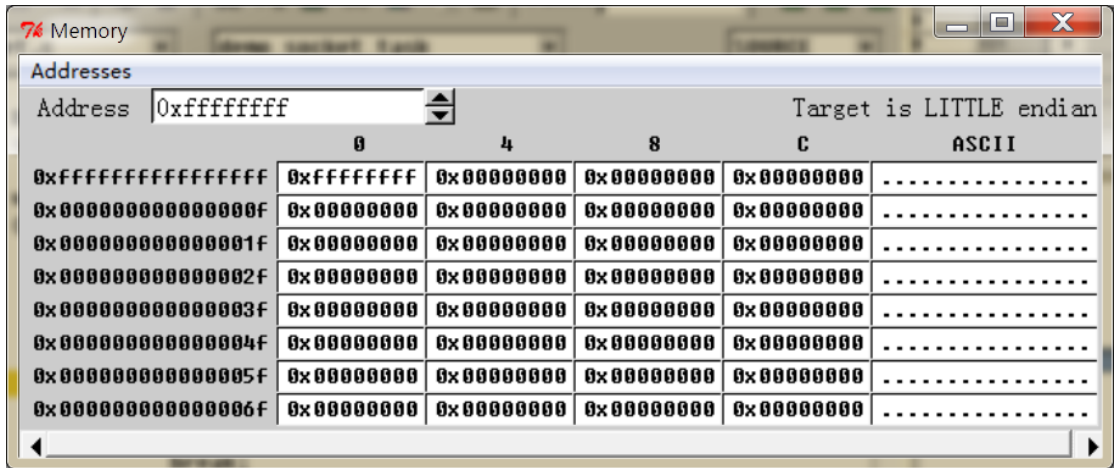 Memory
Addresses
Address 0xffffffff Target is LITTLE endian
0 4 8 C ASCII
0xffffffffffffffff 0xffffffff 0x00000000 0x00000000 0x00000000 ................
0x000000000000000f 0x00000000 0x00000000 0x00000000 0x00000000 ................
0x000000000000001f 0x00000000 0x00000000 0x00000000 0x00000000 ................
0x000000000000002f 0x00000000 0x00000000 0x00000000 0x00000000 ................
0x000000000000003f 0x00000000 0x00000000 0x00000000 0x00000000 ................
0x000000000000004f 0x00000000 0x00000000 0x00000000 0x00000000 ................
0x000000000000005f 0x00000000 0x00000000 0x00000000 0x00000000 ................
0x000000000000006f 0x00000000 0x00000000 0x00000000 0x00000000 ................